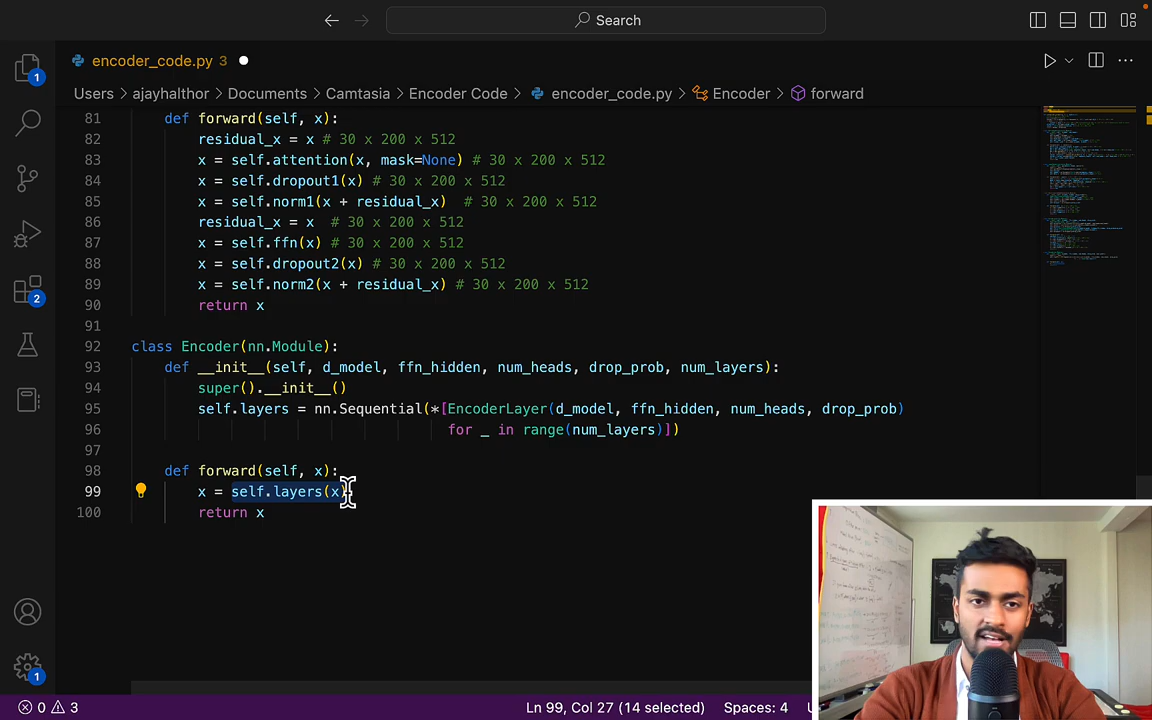 Search
encoder_code.py 3
1
Users > ajayhalthor > Documents > Camtasia > Encoder Code > encoder_code.py > Encoder > forward
81 def forward(self, x):
82 residual_x = x # 30 x 200 x 512
83 x = self.attention(x, mask=None) # 30 x 200 x 512
84 x = self.dropout1(x) # 30 x 200 x 512
85 x = self.norm1(x + residual_x)  # 30 x 200 x 512
86 residual_x = x  # 30 x 200 x 512
87 x = self.ffn(x) # 30 x 200 x 512
88 x = self.dropout2(x) # 30 x 200 x 512
89 x = self.norm2(x + residual_x) # 30 x 200 x 512
90 return x
91
92 class Encoder(nn.Module):
93 def __init__(self, d_model, ffn_hidden, num_heads, drop_prob, num_layers):
94 super().__init__()
95 self.layers = nn.Sequential(*[EncoderLayer(d_model, ffn_hidden, num_heads, drop_prob)
96 for _ in range(num_layers)])
97
98 def forward(self, x):
99 x = self.layers(x)
100 return x
2
1
0 3 Ln 99, Col 27 (14 selected) Spaces: 4